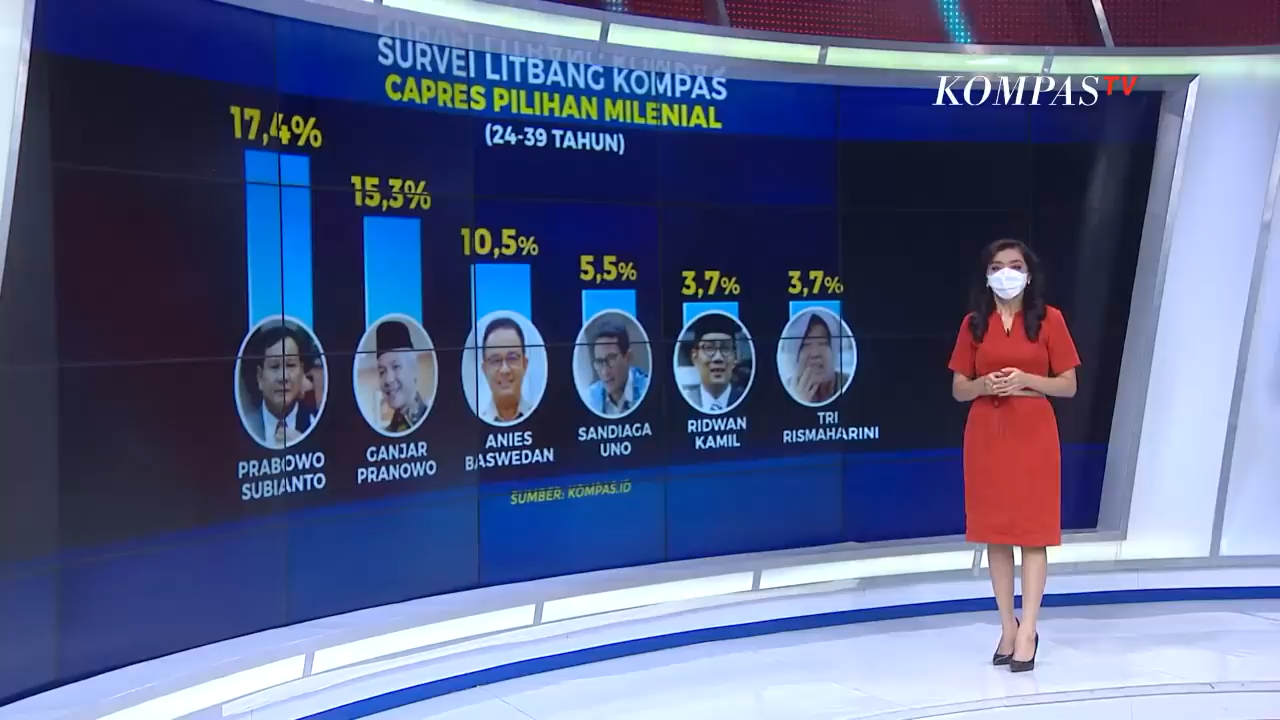 SURVEI LITBANG KOMPAS
CAPRES PILIHAN MILENIAL
(24-39 TAHUN)
KOMPASTV
17,4%
15,3%
10,5%
5,5%
3,7%
3,7%
PRABOWO
SUBIANTO
GANJAR
PRANOWO
ANIES
BASWEDAN
SANDIAGA
UNO
RIDWAN
KAMIL
TRI
RISMAHARINI
SUMBER: KOMPAS.ID